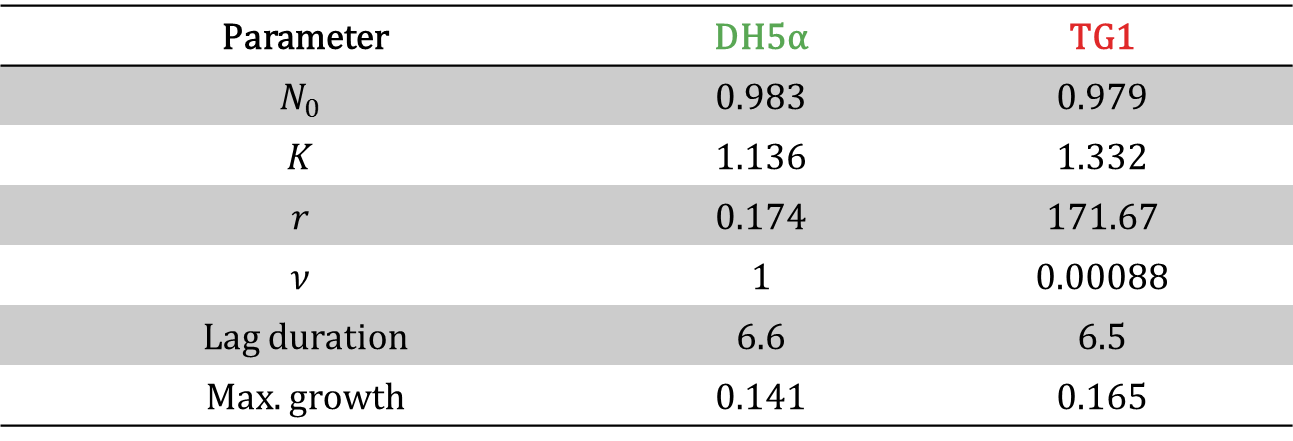 Parameter DH5α TG1
N₀ 0.983 0.979
K 1.136 1.332
r 0.174 171.67
ν 1 0.00088
Lag duration 6.6 6.5
Max. growth 0.141 0.165